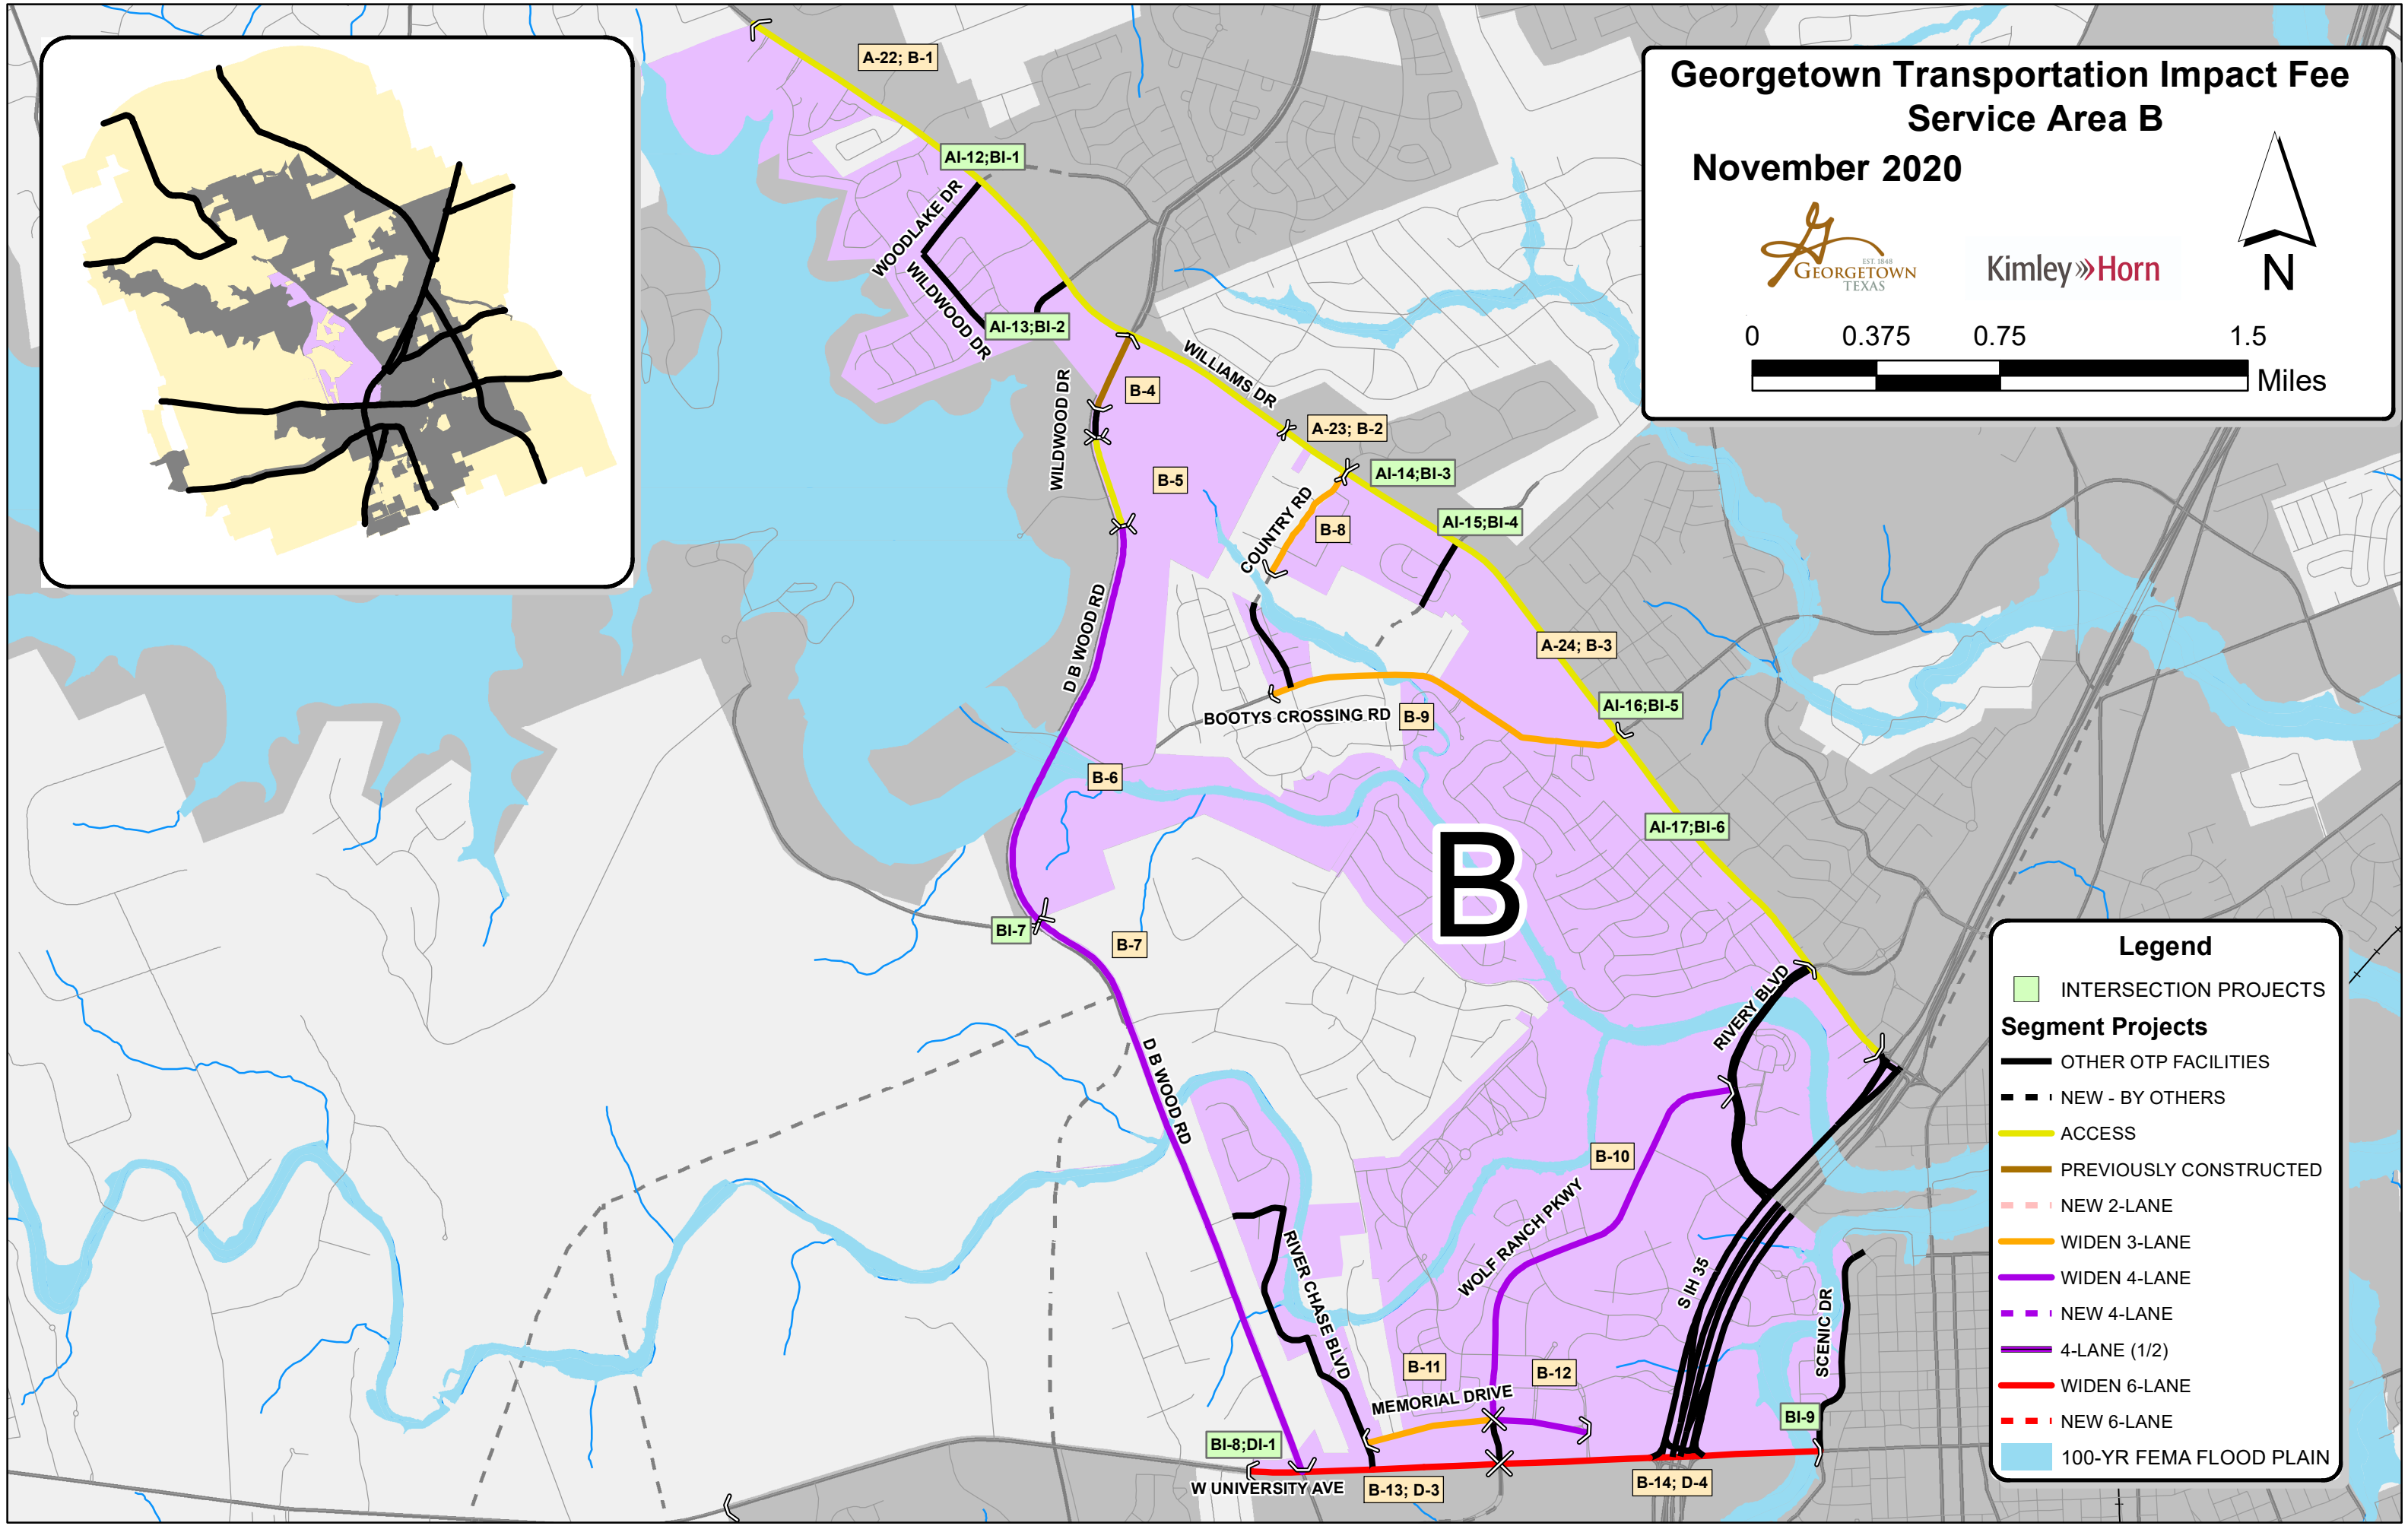 Georgetown Transportation Impact Fee
Service Area B
November 2020
EST. 1848
GEORGETOWN
TEXAS
Kimley»Horn
N
0 0.375 0.75 1.5
Miles
A-22; B-1
AI-12;BI-1
WOODLAKE DR
WILDWOOD DR
AI-13;BI-2
WILLIAMS DR
WILDWOOD DR
B-4
A-23; B-2
AI-14;BI-3
B-5
COUNTRY RD
B-8
AI-15;BI-4
D B WOOD RD
A-24; B-3
AI-16;BI-5
BOOTYS CROSSING RD
B-9
B-6
AI-17;BI-6
B
BI-7
B-7
RIVERY BLVD
D B WOOD RD
B-10
WOLF RANCH PKWY
RIVER CHASE BLVD
S IH 35
SCENIC DR
B-11
B-12
MEMORIAL DRIVE
BI-9
BI-8;DI-1
W UNIVERSITY AVE
B-13; D-3
B-14; D-4
Legend
INTERSECTION PROJECTS
Segment Projects
OTHER OTP FACILITIES
NEW - BY OTHERS
ACCESS
PREVIOUSLY CONSTRUCTED
NEW 2-LANE
WIDEN 3-LANE
WIDEN 4-LANE
NEW 4-LANE
4-LANE (1/2)
WIDEN 6-LANE
NEW 6-LANE
100-YR FEMA FLOOD PLAIN